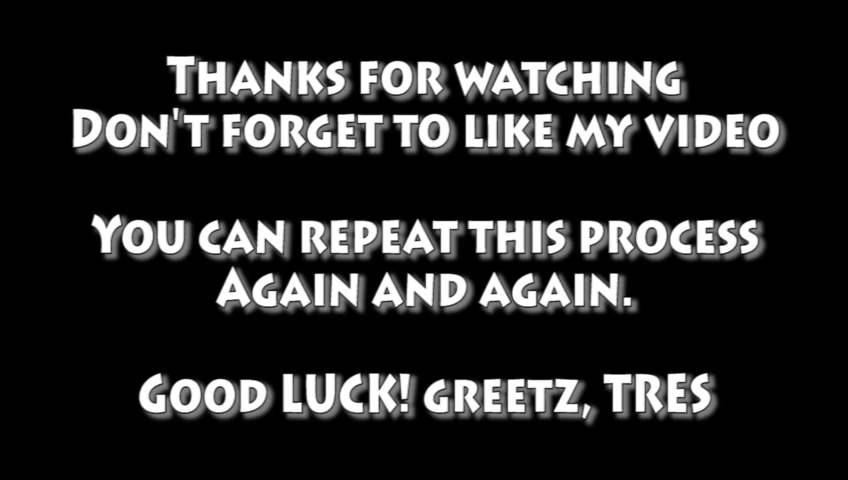 Thanks for watching
Don't forget to like my video
You can repeat this process
Again and again.
Good LUCK! greetz, TRES